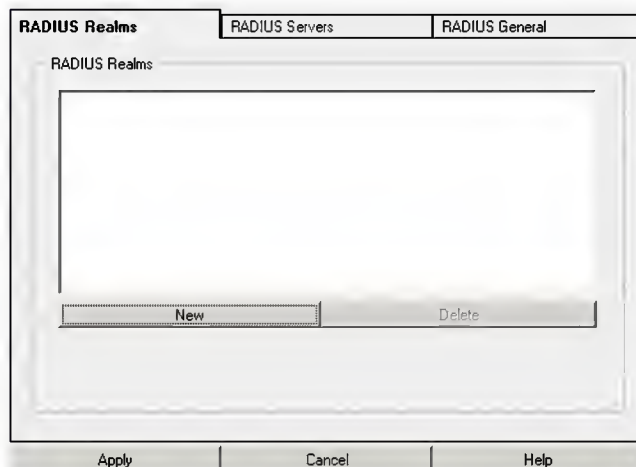 RADIUS Realms RADIUS Servers RADIUS General
RADIUS Realms
New Delete
Apply Cancel Help